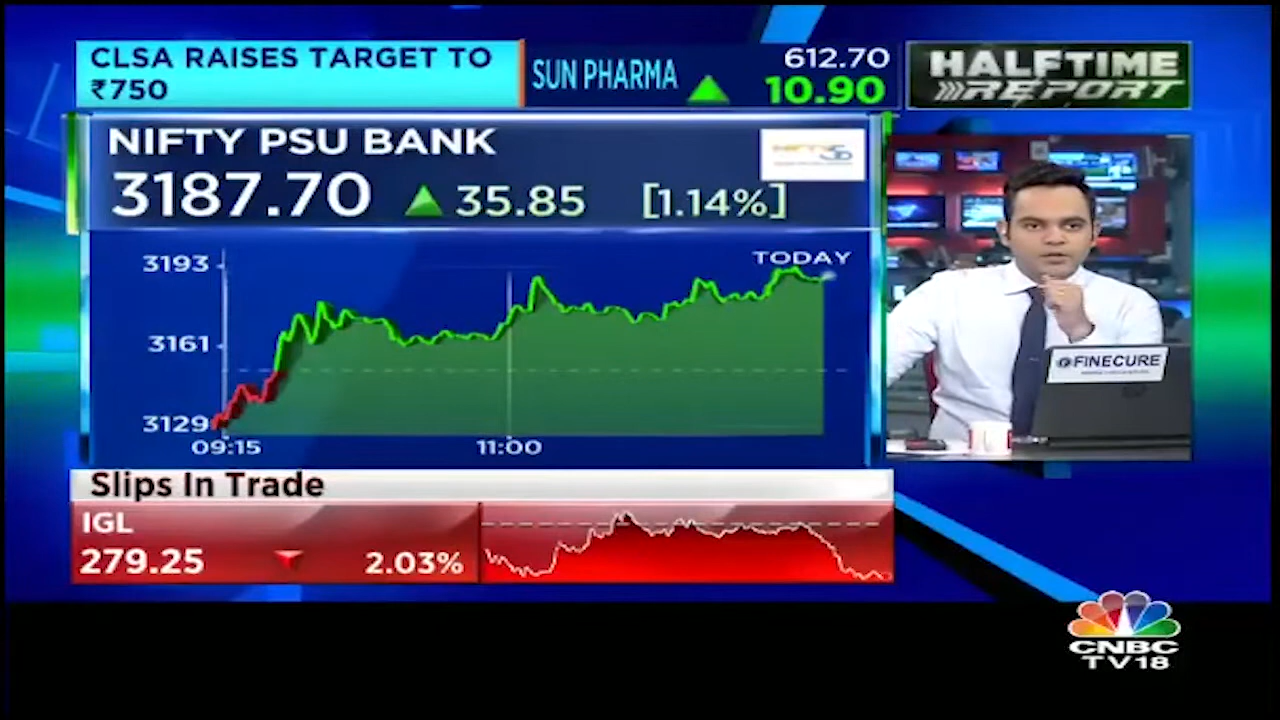 CLSA RAISES TARGET TO
₹750
SUN PHARMA
612.70
10.90
HALFTIME
REPORT
NIFTY PSU BANK
3187.70 ▲ 35.85 [1.14%]
TODAY
3193
3161
3129
09:15 11:00
FINECURE
Slips In Trade
IGL
279.25 ▼ 2.03%
CNBC
TV18